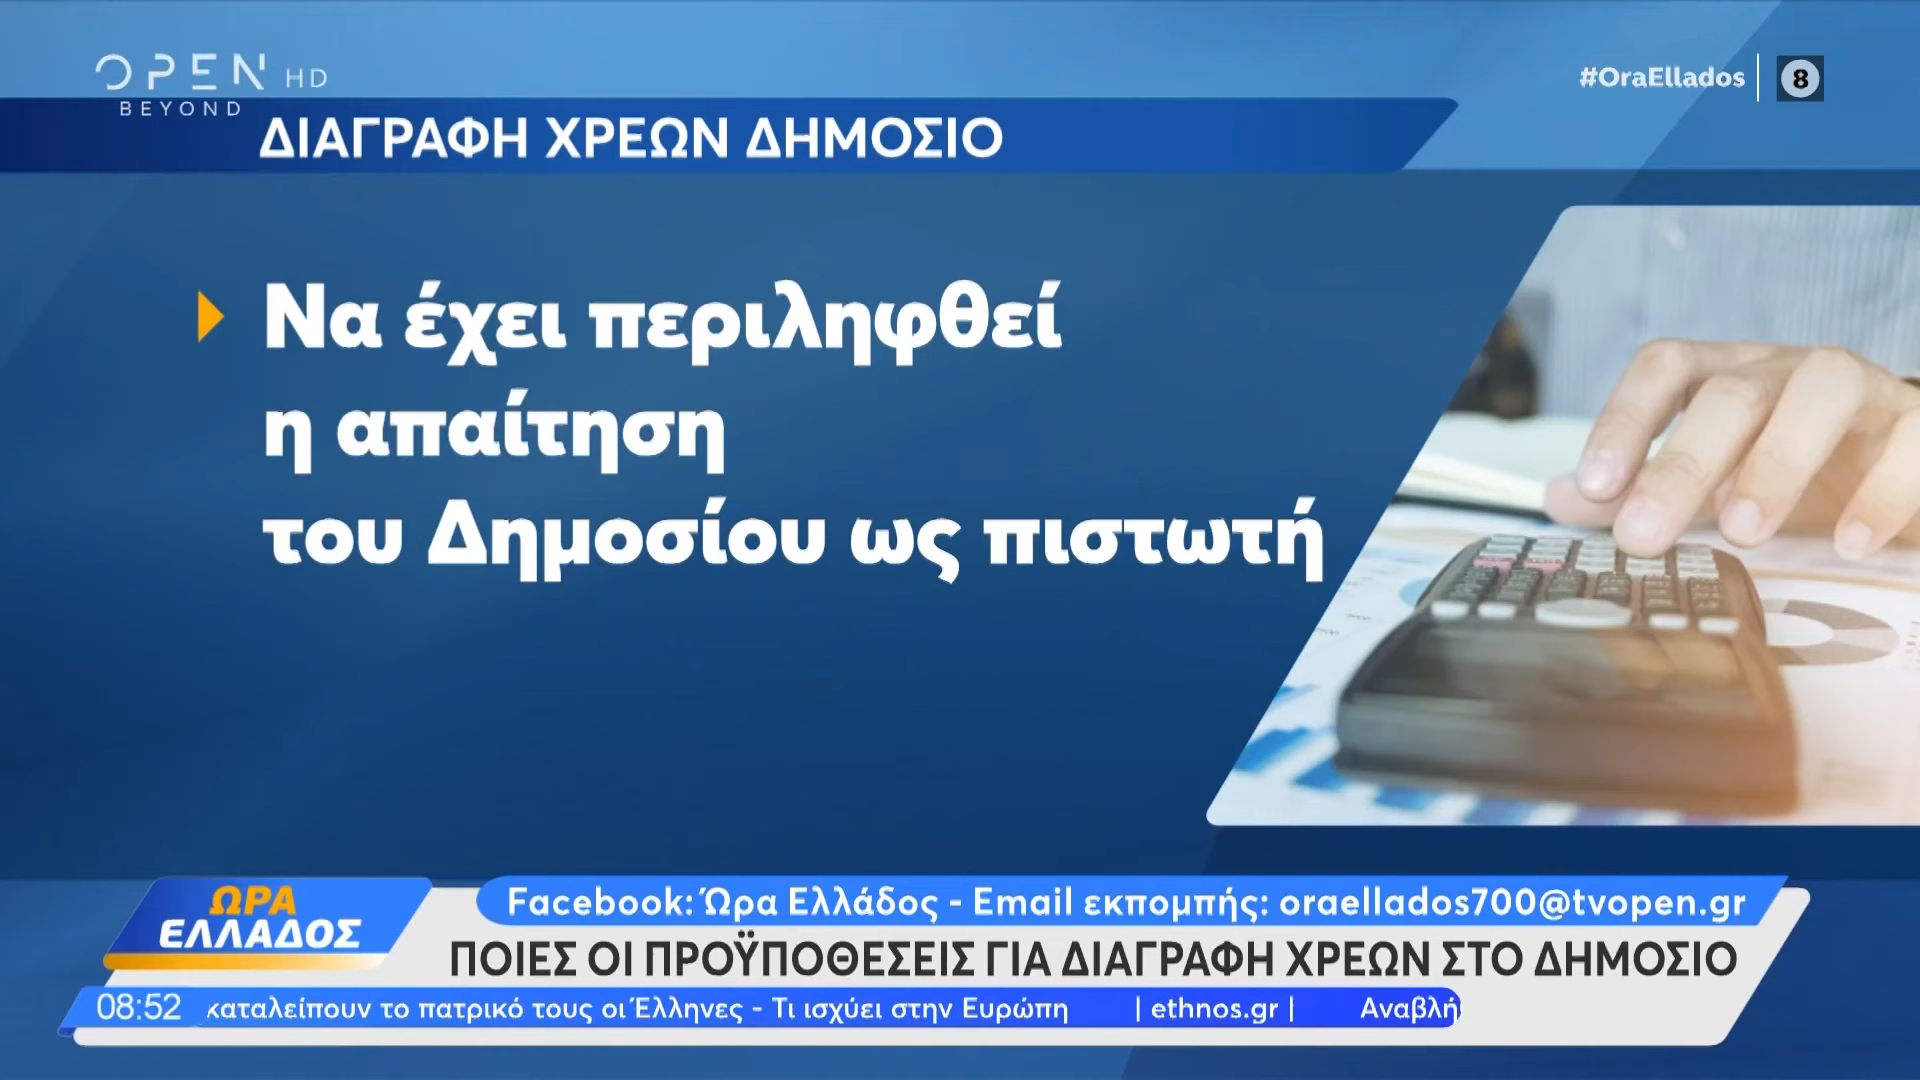 OPEN HD
BEYOND
#OraEllados
8
ΔΙΑΓΡΑΦΗ ΧΡΕΩΝ ΔΗΜΟΣΙΟ
Να έχει περιληφθεί
η απαίτηση
του Δημοσίου ως πιστωτή
ΩΡΑ
ΕΛΛΑΔΟΣ
Facebook: Ώρα Ελλάδος - Email εκπομπής: oraellados700@tvopen.gr
ΠΟΙΕΣ ΟΙ ΠΡΟΫΠΟΘΕΣΕΙΣ ΓΙΑ ΔΙΑΓΡΑΦΗ ΧΡΕΩΝ ΣΤΟ ΔΗΜΟΣΙΟ
08:52 καταλείπουν το πατρικό τους οι Έλληνες - Τι ισχύει στην Ευρώπη | ethnos.gr | Αναβλή